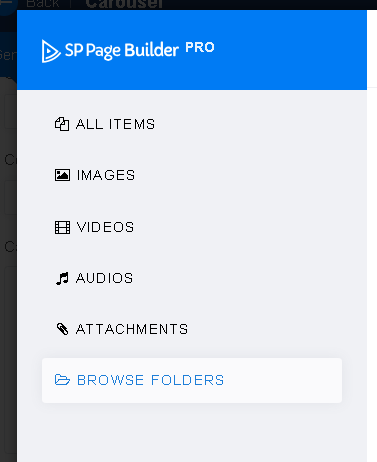 Back
Carousel
SP Page Builder PRO
ALL ITEMS
IMAGES
VIDEOS
AUDIOS
ATTACHMENTS
BROWSE FOLDERS